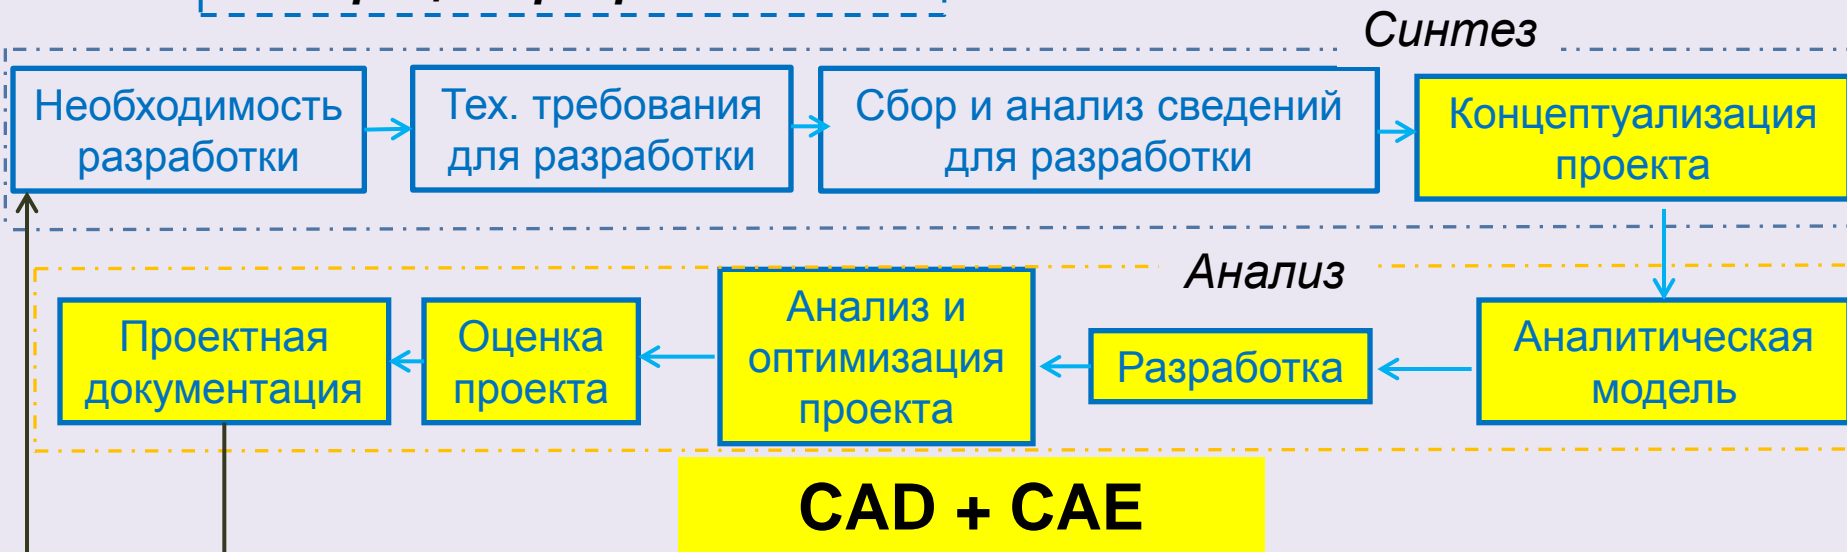 Синтез
Необходимость
разработки
Тех. требования
для разработки
Сбор и анализ сведений
для разработки
Концептуализация
проекта
Анализ
Проектная
документация
Оценка
проекта
Анализ и
оптимизация
проекта
Разработка
Аналитическая
модель
CAD + CAE